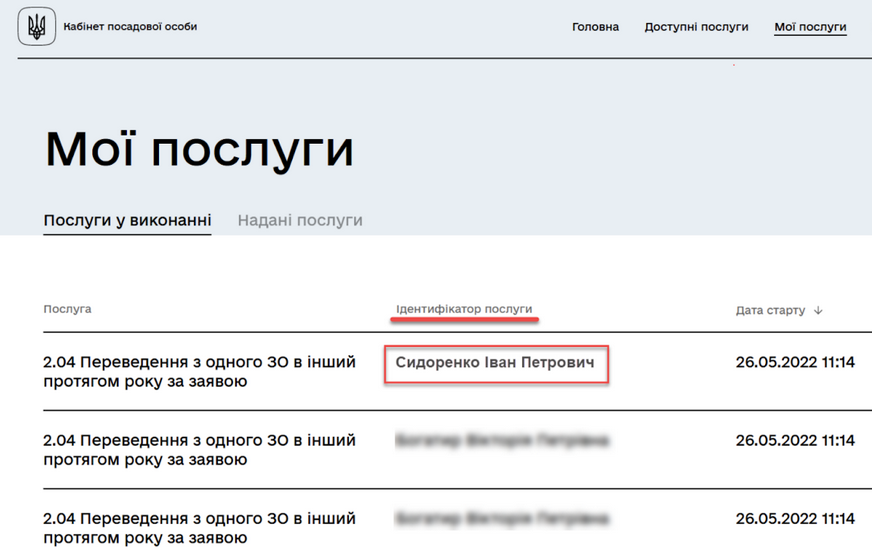 Кабінет посадової особи
Головна
Доступні послуги
Мої послуги
Мої послуги
Послуги у виконанні
Надані послуги
Послуга
Ідентифікатор послуги
Дата старту ↓
2.04 Переведення з одного ЗО в інший
протягом року за заявою
Сидоренко Іван Петрович
26.05.2022 11:14
2.04 Переведення з одного ЗО в інший
протягом року за заявою
26.05.2022 11:14
2.04 Переведення з одного ЗО в інший
протягом року за заявою
26.05.2022 11:14